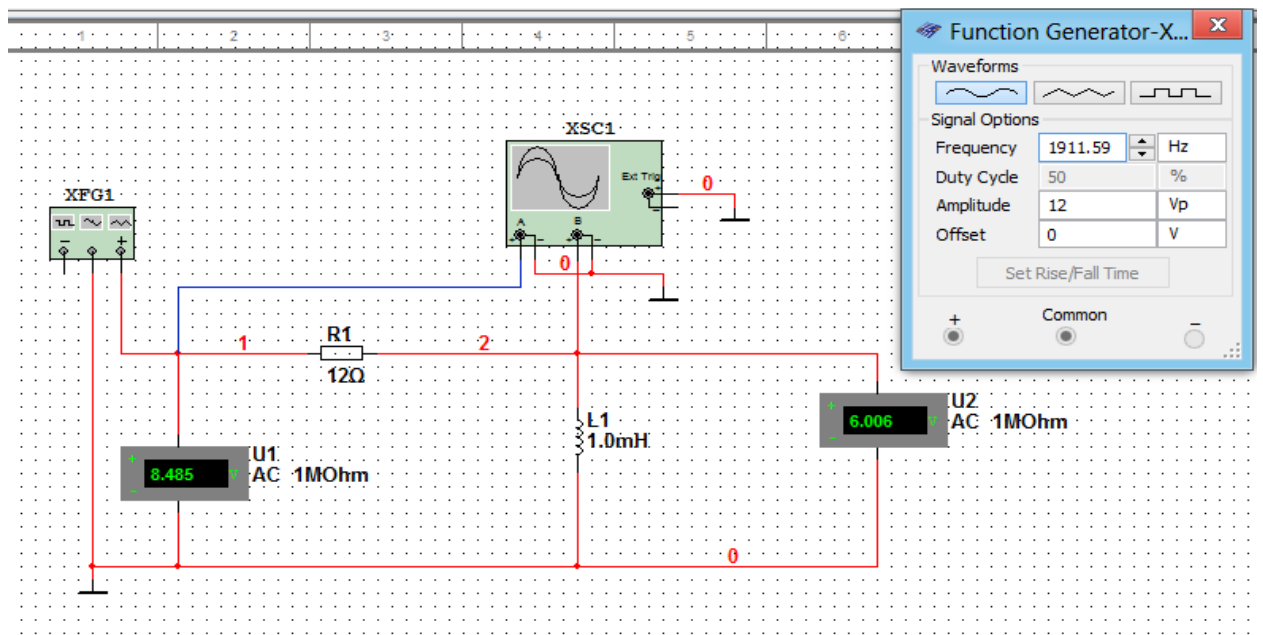 1 2 3 4 5 6
Function Generator-X...
Waveforms
Signal Options
Frequency 1911.59 Hz
Duty Cycle 50 %
Amplitude 12 Vp
Offset 0 V
Set Rise/Fall Time
+ Common −
XSC1
Ext Trig
+
−
A B
+ − + −
0
0
XFG1
− +
1
R1
12Ω
2
L1
1.0mH
U1
AC 1MOhm
+
8.485 V
−
U2
AC 1MOhm
+
6.006 V
−
0